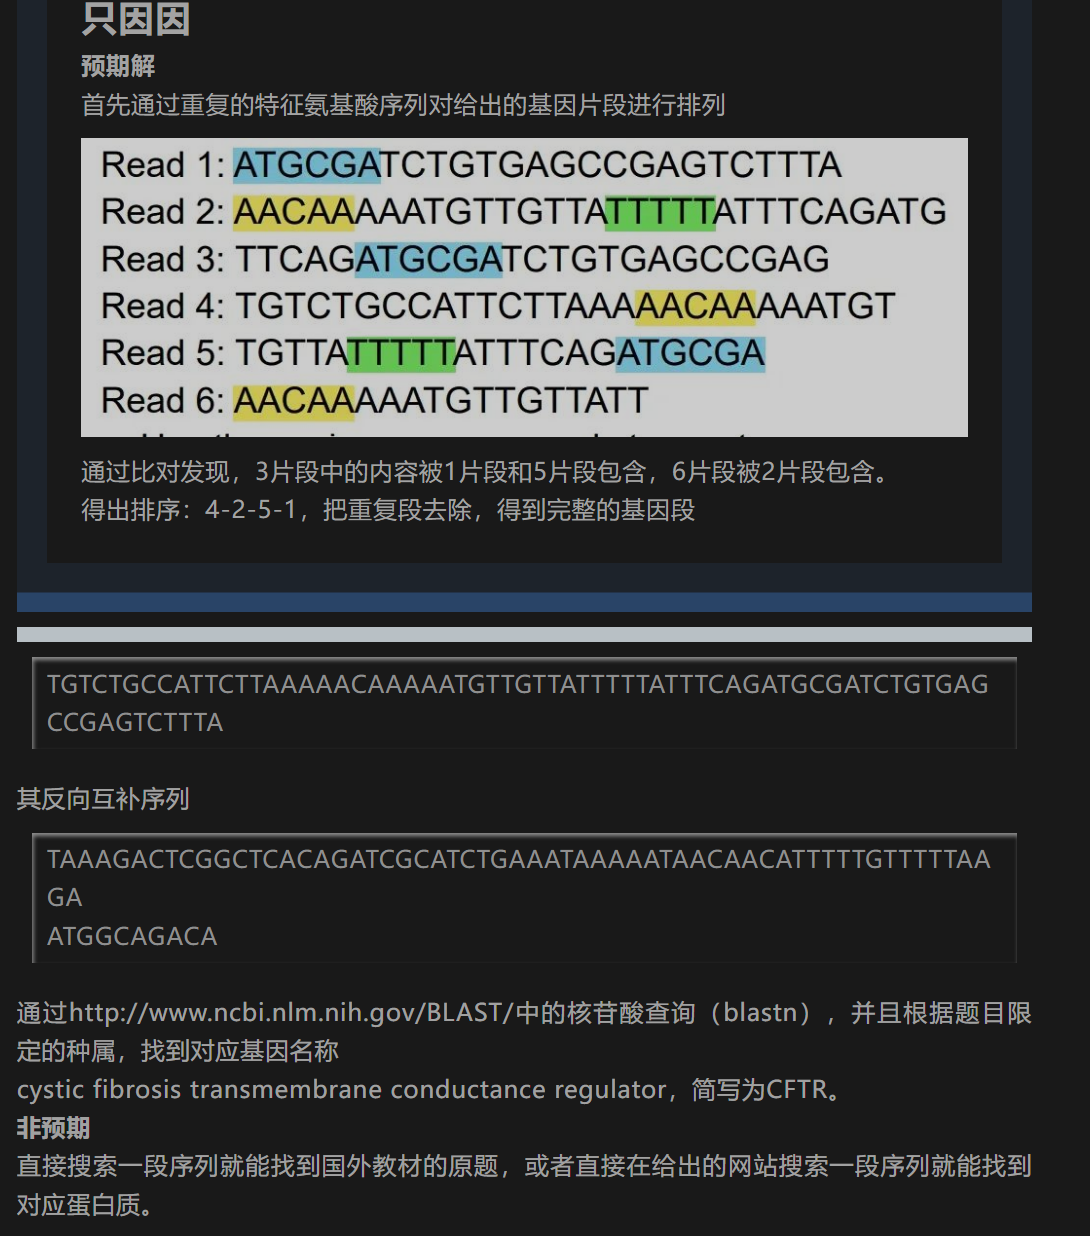 只因因
预期解
首先通过重复的特征氨基酸序列对给出的基因片段进行排列
Read 1: ATGCGATCTGTGAGCCGAGTCTTTA
Read 2: AACAAAAATGTTGTTATTTTTATTTCAGATG
Read 3: TTCAGATGCGATCTGTGAGCCGAG
Read 4: TGTCTGCCATTCTTAAAAACAAAAATGT
Read 5: TGTTATTTTTATTTCAGATGCGA
Read 6: AACAAAAATGTTGTTATT
通过比对发现，3片段中的内容被1片段和5片段包含，6片段被2片段包含。
得出排序：4-2-5-1，把重复段去除，得到完整的基因段
TGTCTGCCATTCTTAAAAACAAAAATGTTGTTATTTTTATTTCAGATGCGATCTGTGAG
CCGAGTCTTTA
其反向互补序列
TAAAGACTCGGCTCACAGATCGCATCTGAAATAAAAATAACAACATTTTTGTTTTTAA
GA
ATGGCAGACA
通过http://www.ncbi.nlm.nih.gov/BLAST/中的核苷酸查询（blastn），并且根据题目限
定的种属，找到对应基因名称
cystic fibrosis transmembrane conductance regulator，简写为CFTR。
非预期
直接搜索一段序列就能找到国外教材的原题，或者直接在给出的网站搜索一段序列就能找到
对应蛋白质。